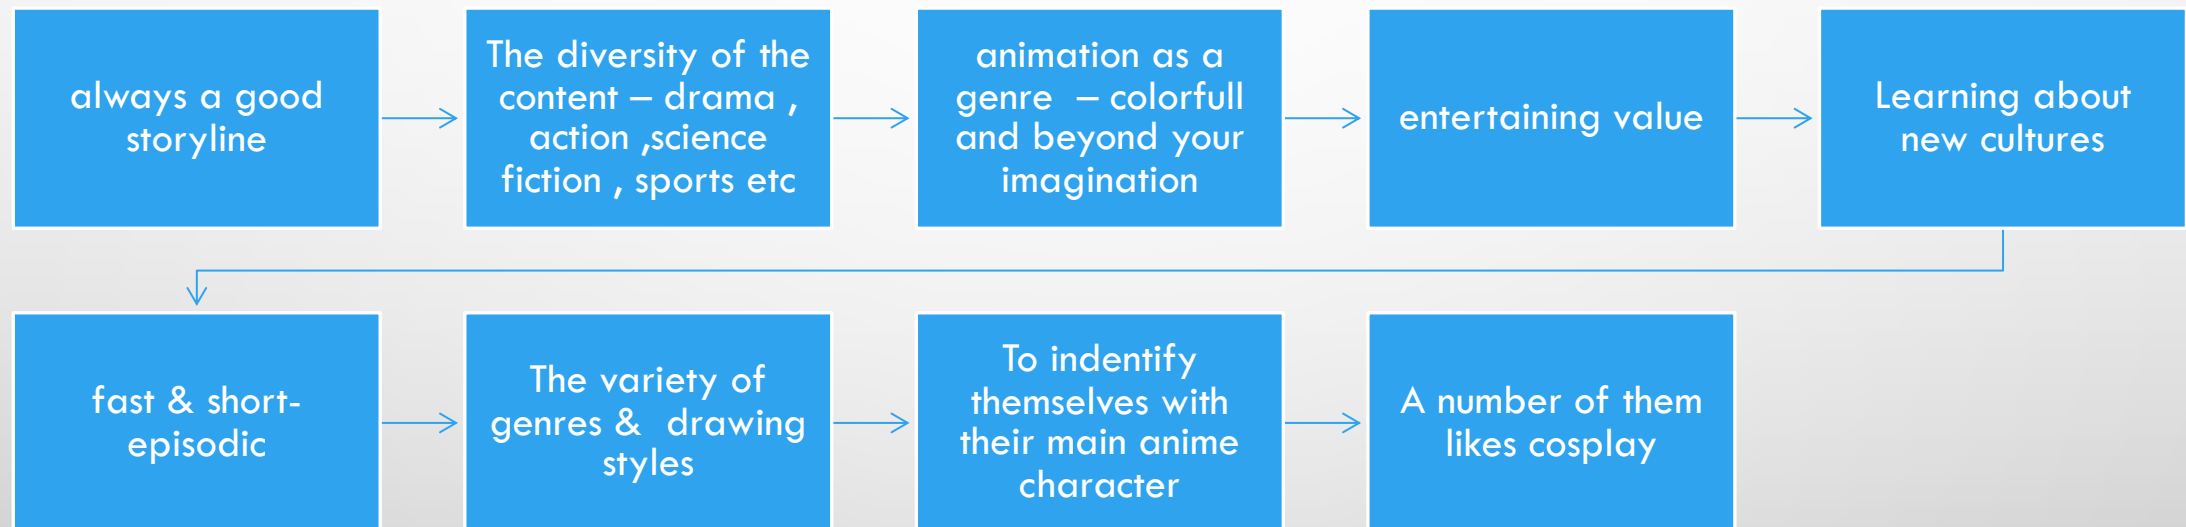 always a good
storyline
The diversity of the
content – drama ,
action ,science
fiction , sports etc
animation as a
genre  – colorfull
and beyond your
imagination
entertaining value
Learning about
new cultures
fast & short-
episodic
The variety of
genres &  drawing
styles
To indentify
themselves with
their main anime
character
A number of them
likes cosplay